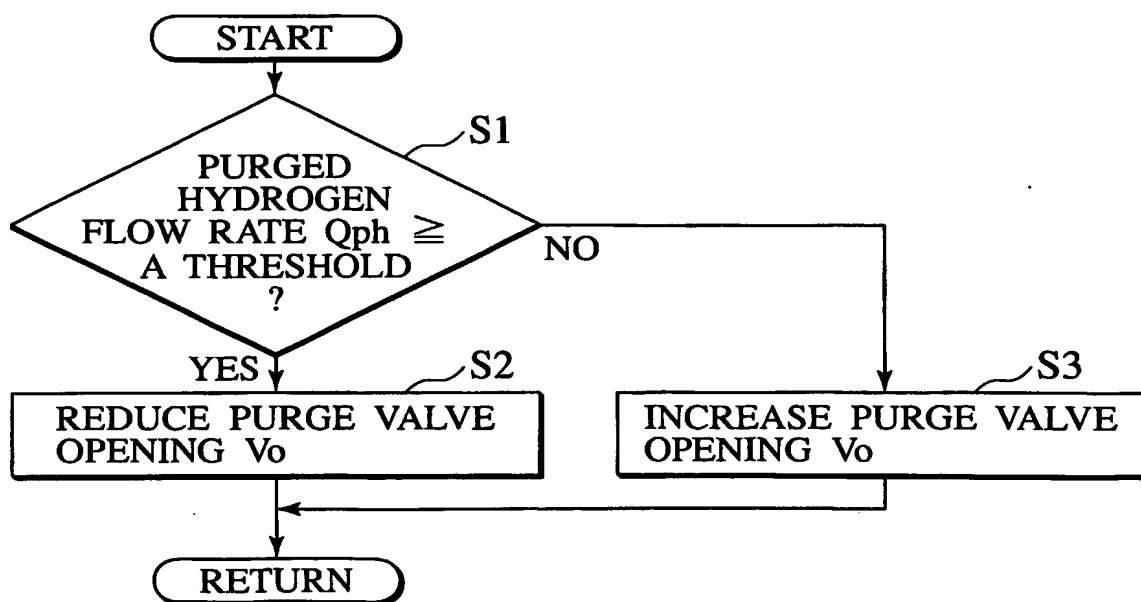 START
S1
PURGED
HYDROGEN
FLOW RATE Qph ≧
A THRESHOLD
?
NO
YES
S2
S3
REDUCE PURGE VALVE
OPENING Vo
INCREASE PURGE VALVE
OPENING Vo
RETURN